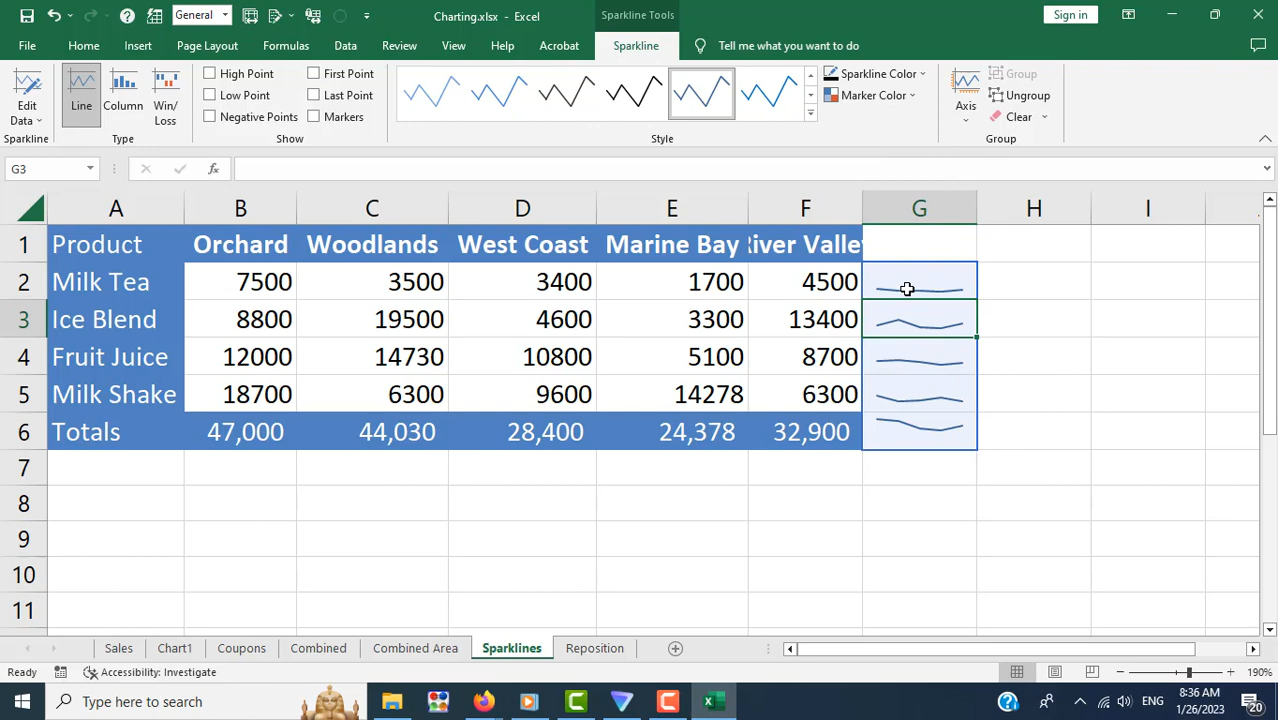 General
Charting.xlsx - Excel
Sparkline Tools
Sign in
File Home Insert Page Layout Formulas Data Review View Help Acrobat Sparkline Tell me what you want to do
Edit Data
Line
Column
Win/Loss
High Point
Low Point
Negative Points
First Point
Last Point
Markers
Sparkline Color
Marker Color
Axis
Group
Ungroup
Clear
Sparkline Type Show Style Group
G3
fx
A B C D E F G H I
1 Product Orchard Woodlands West Coast Marine Bay River Valley
2 Milk Tea 7500 3500 3400 1700 4500
3 Ice Blend 8800 19500 4600 3300 13400
4 Fruit Juice 12000 14730 10800 5100 8700
5 Milk Shake 18700 6300 9600 14278 6300
6 Totals 47,000 44,030 28,400 24,378 32,900
7
8
9
10
11
Sales Chart1 Coupons Combined Combined Area Sparklines Reposition
Ready Accessibility: Investigate 190%
Type here to search
ENG
8:36 AM
1/26/2023
20